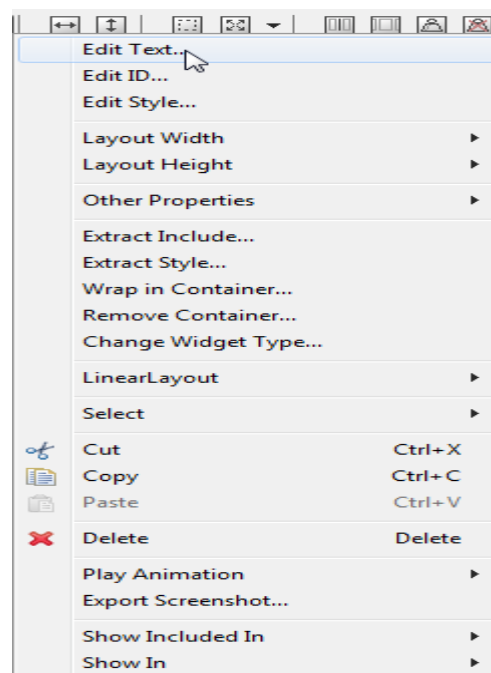 Edit Text...
Edit ID...
Edit Style...
Layout Width
Layout Height
Other Properties
Extract Include...
Extract Style...
Wrap in Container...
Remove Container...
Change Widget Type...
LinearLayout
Select
Cut Ctrl+X
Copy Ctrl+C
Paste Ctrl+V
Delete Delete
Play Animation
Export Screenshot...
Show Included In
Show In